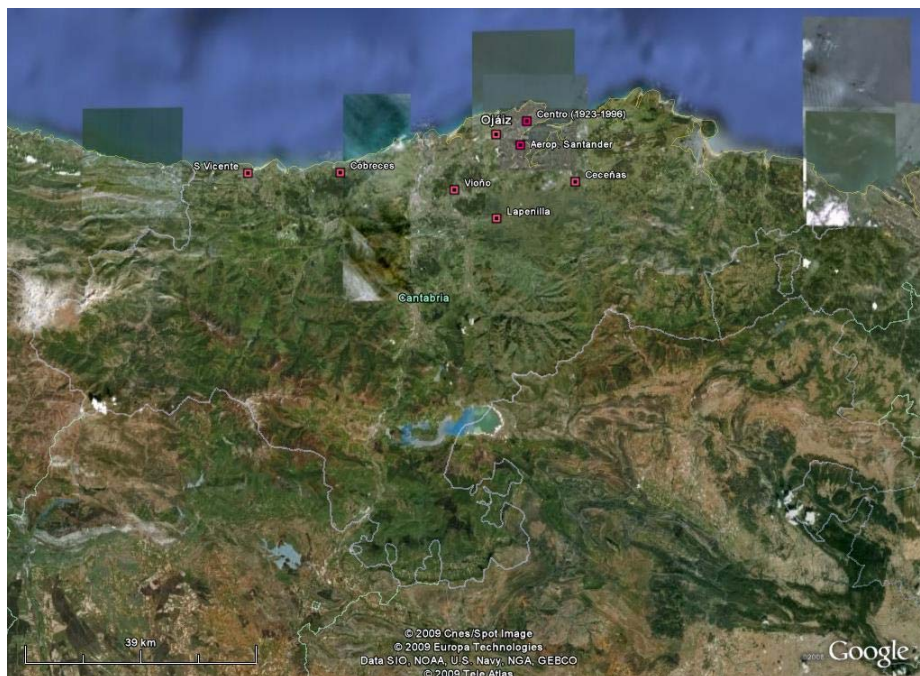 Centro (1923-1996)
Ojáiz
Aerop. Santander
S Vicente
Cobreces
Vioño
Ceceñas
Lapenilla
Cantabria
39 km
© 2009 Cnes/Spot Image
© 2009 Europa Technologies
Data SIO, NOAA, U.S. Navy, NGA, GEBCO
© 2009 Tele Atlas
Google